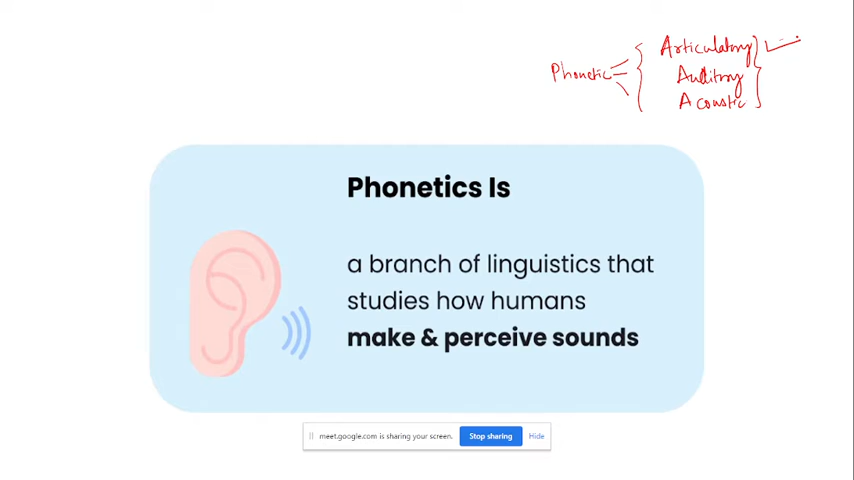 Articulatory
Phonetic
Auditory
Acoustic
Phonetics Is
a branch of linguistics that
studies how humans
make & perceive sounds
meet.google.com is sharing your screen. Stop sharing Hide